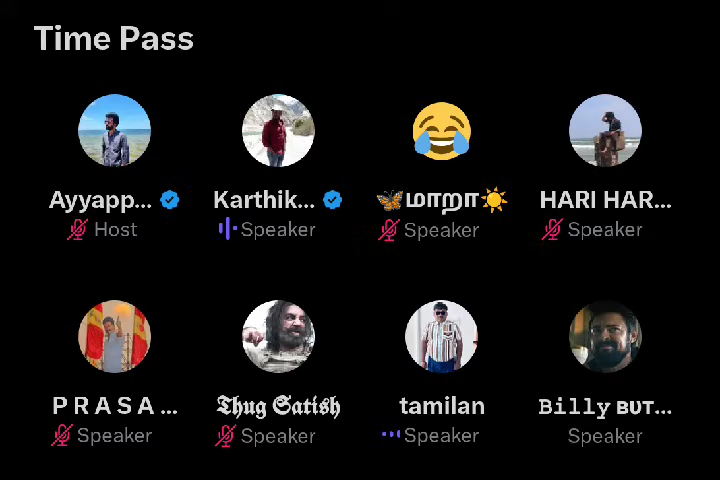 Time Pass
Ayyapp... Karthik... 🦋மாறா☀️ HARI HAR...
Host Speaker Speaker Speaker
P R A S A ... 𝕿𝖍𝖚𝖌 𝕾𝖆𝖙𝖎𝖘𝖍 tamilan 𝙱𝚒𝚕𝚕𝚢 ʙᴜᴛ...
Speaker Speaker Speaker Speaker